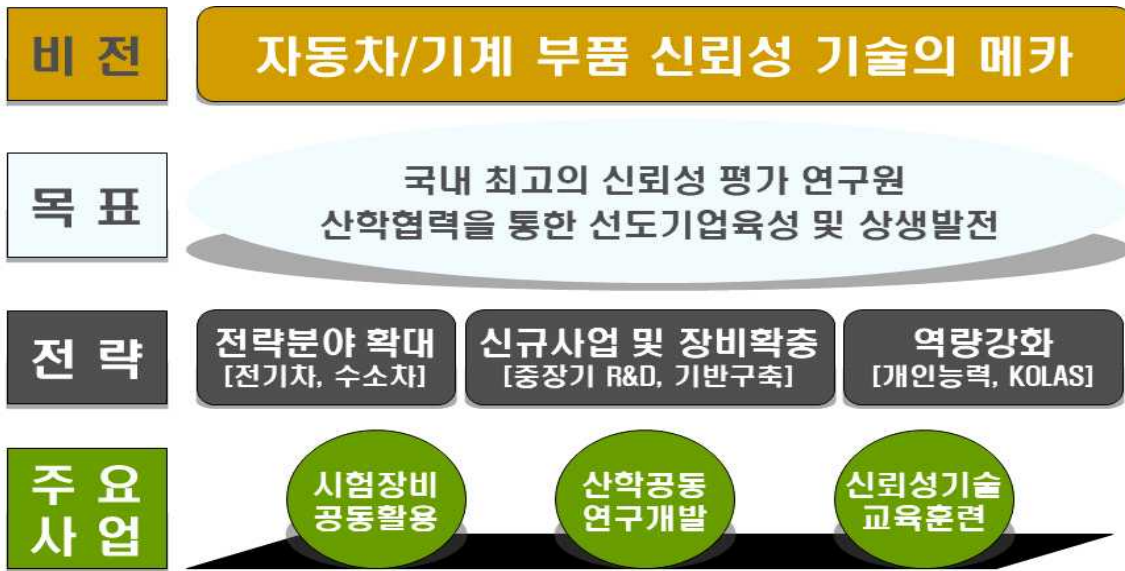 비 전
자동차/기계 부품 신뢰성 기술의 메카
목 표
국내 최고의 신뢰성 평가 연구원
산학협력을 통한 선도기업육성 및 상생발전
전 략
전략분야 확대
[전기차, 수소차]
신규사업 및 장비확충
[중장기 R&D, 기반구축]
역량강화
[개인능력, KOLAS]
주 요
사 업
시험장비
공동활용
산학공동
연구개발
신뢰성기술
교육훈련